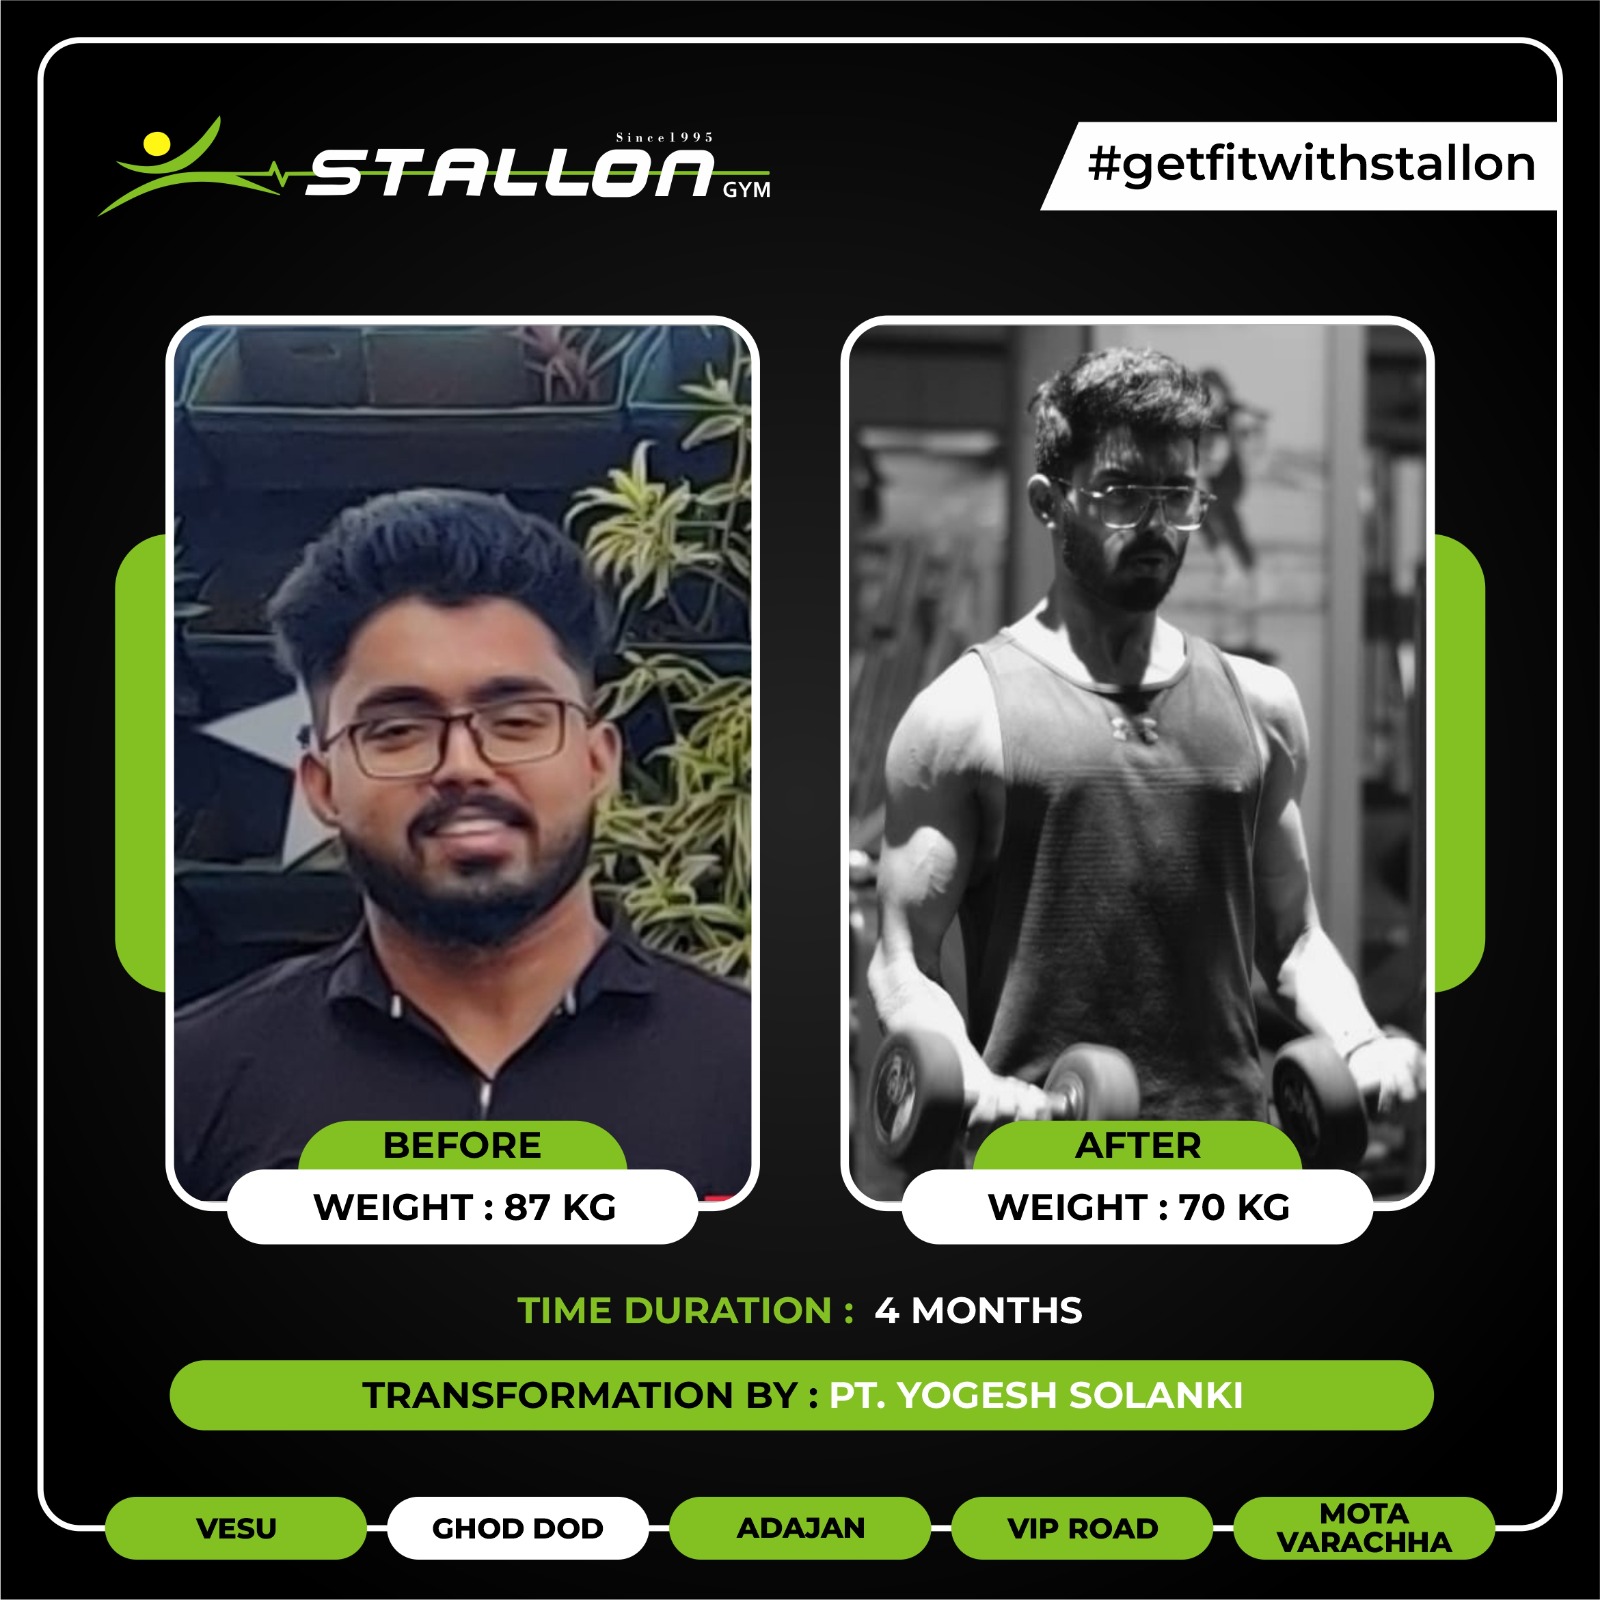 Since1995
STALLON
GYM
#getfitwithstallon
BEFORE
WEIGHT : 87 KG
AFTER
WEIGHT : 70 KG
TIME DURATION : 4 MONTHS
TRANSFORMATION BY : PT. YOGESH SOLANKI
VESU
GHOD DOD
ADAJAN
VIP ROAD
MOTA
VARACHHA